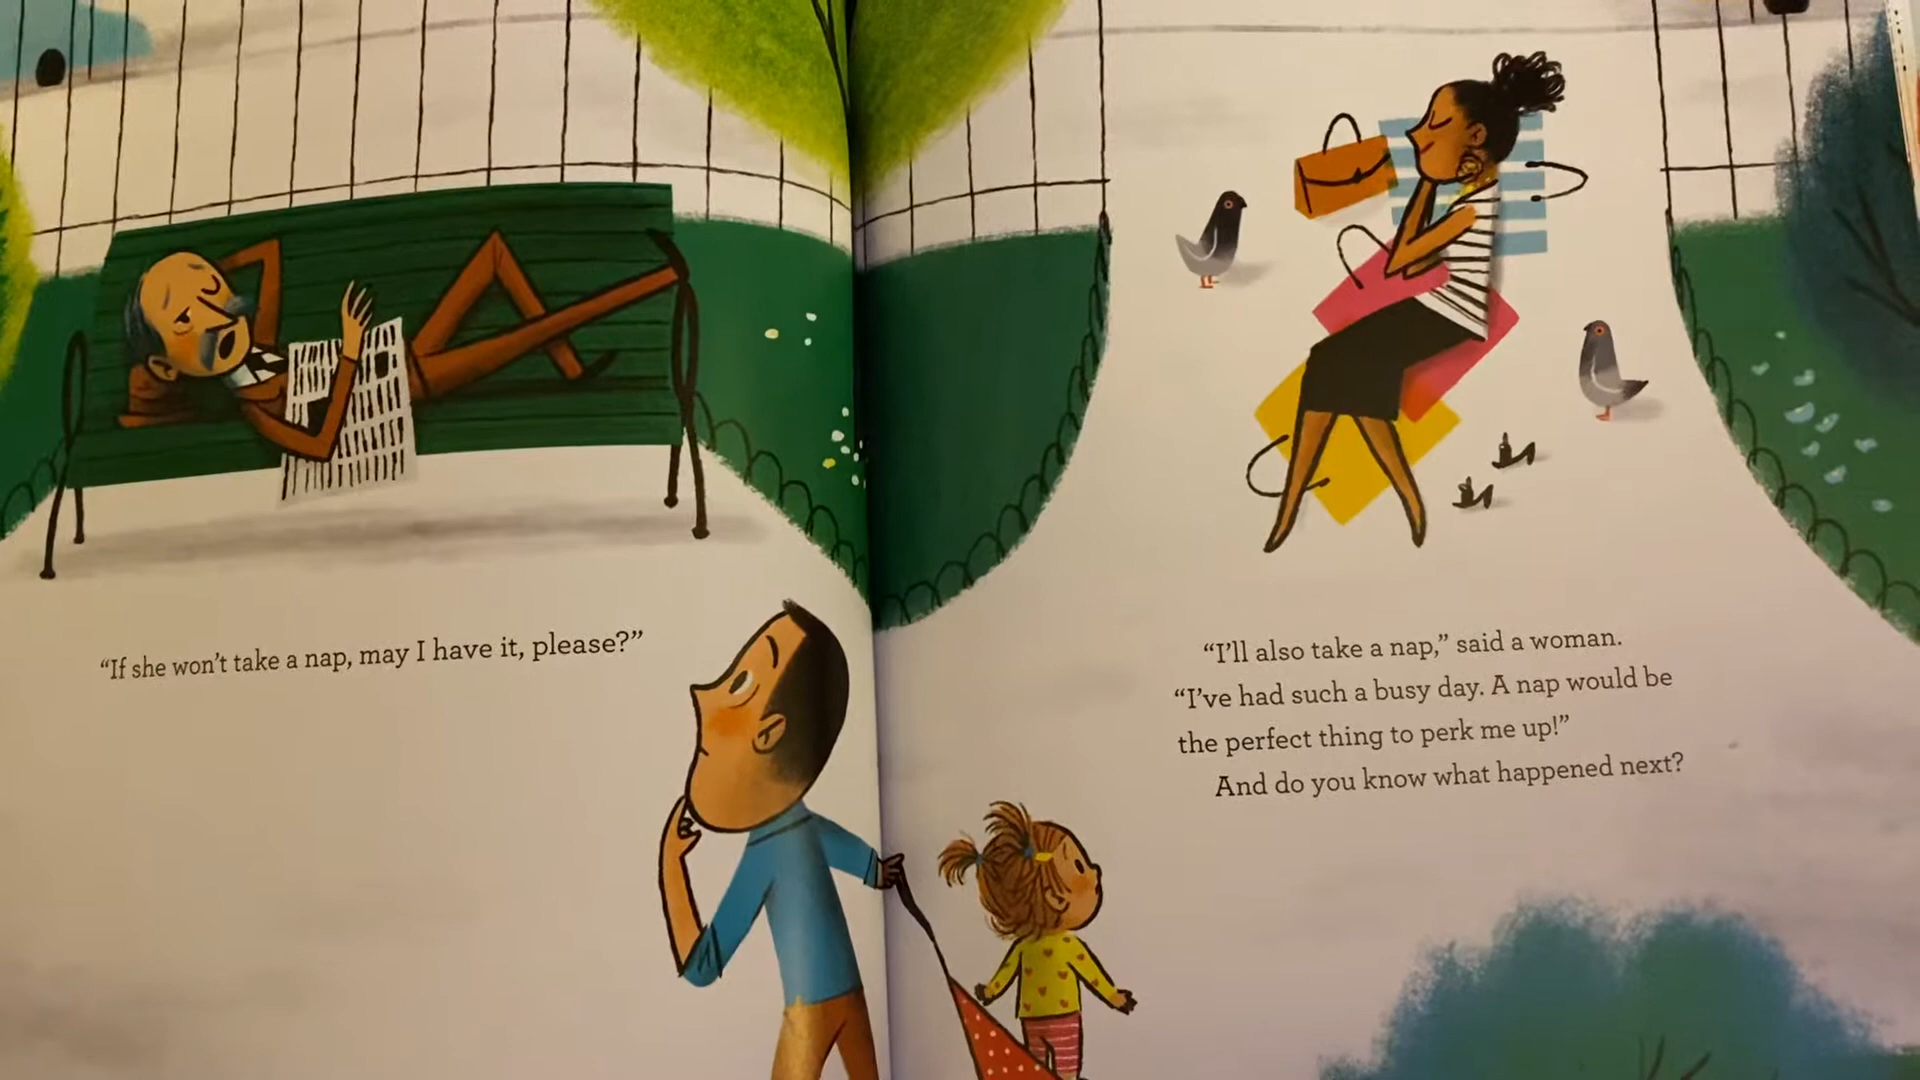 “If she won’t take a nap, may I have it, please?”
“I’ll also take a nap,” said a woman.
“I’ve had such a busy day. A nap would be
the perfect thing to perk me up!”
And do you know what happened next?